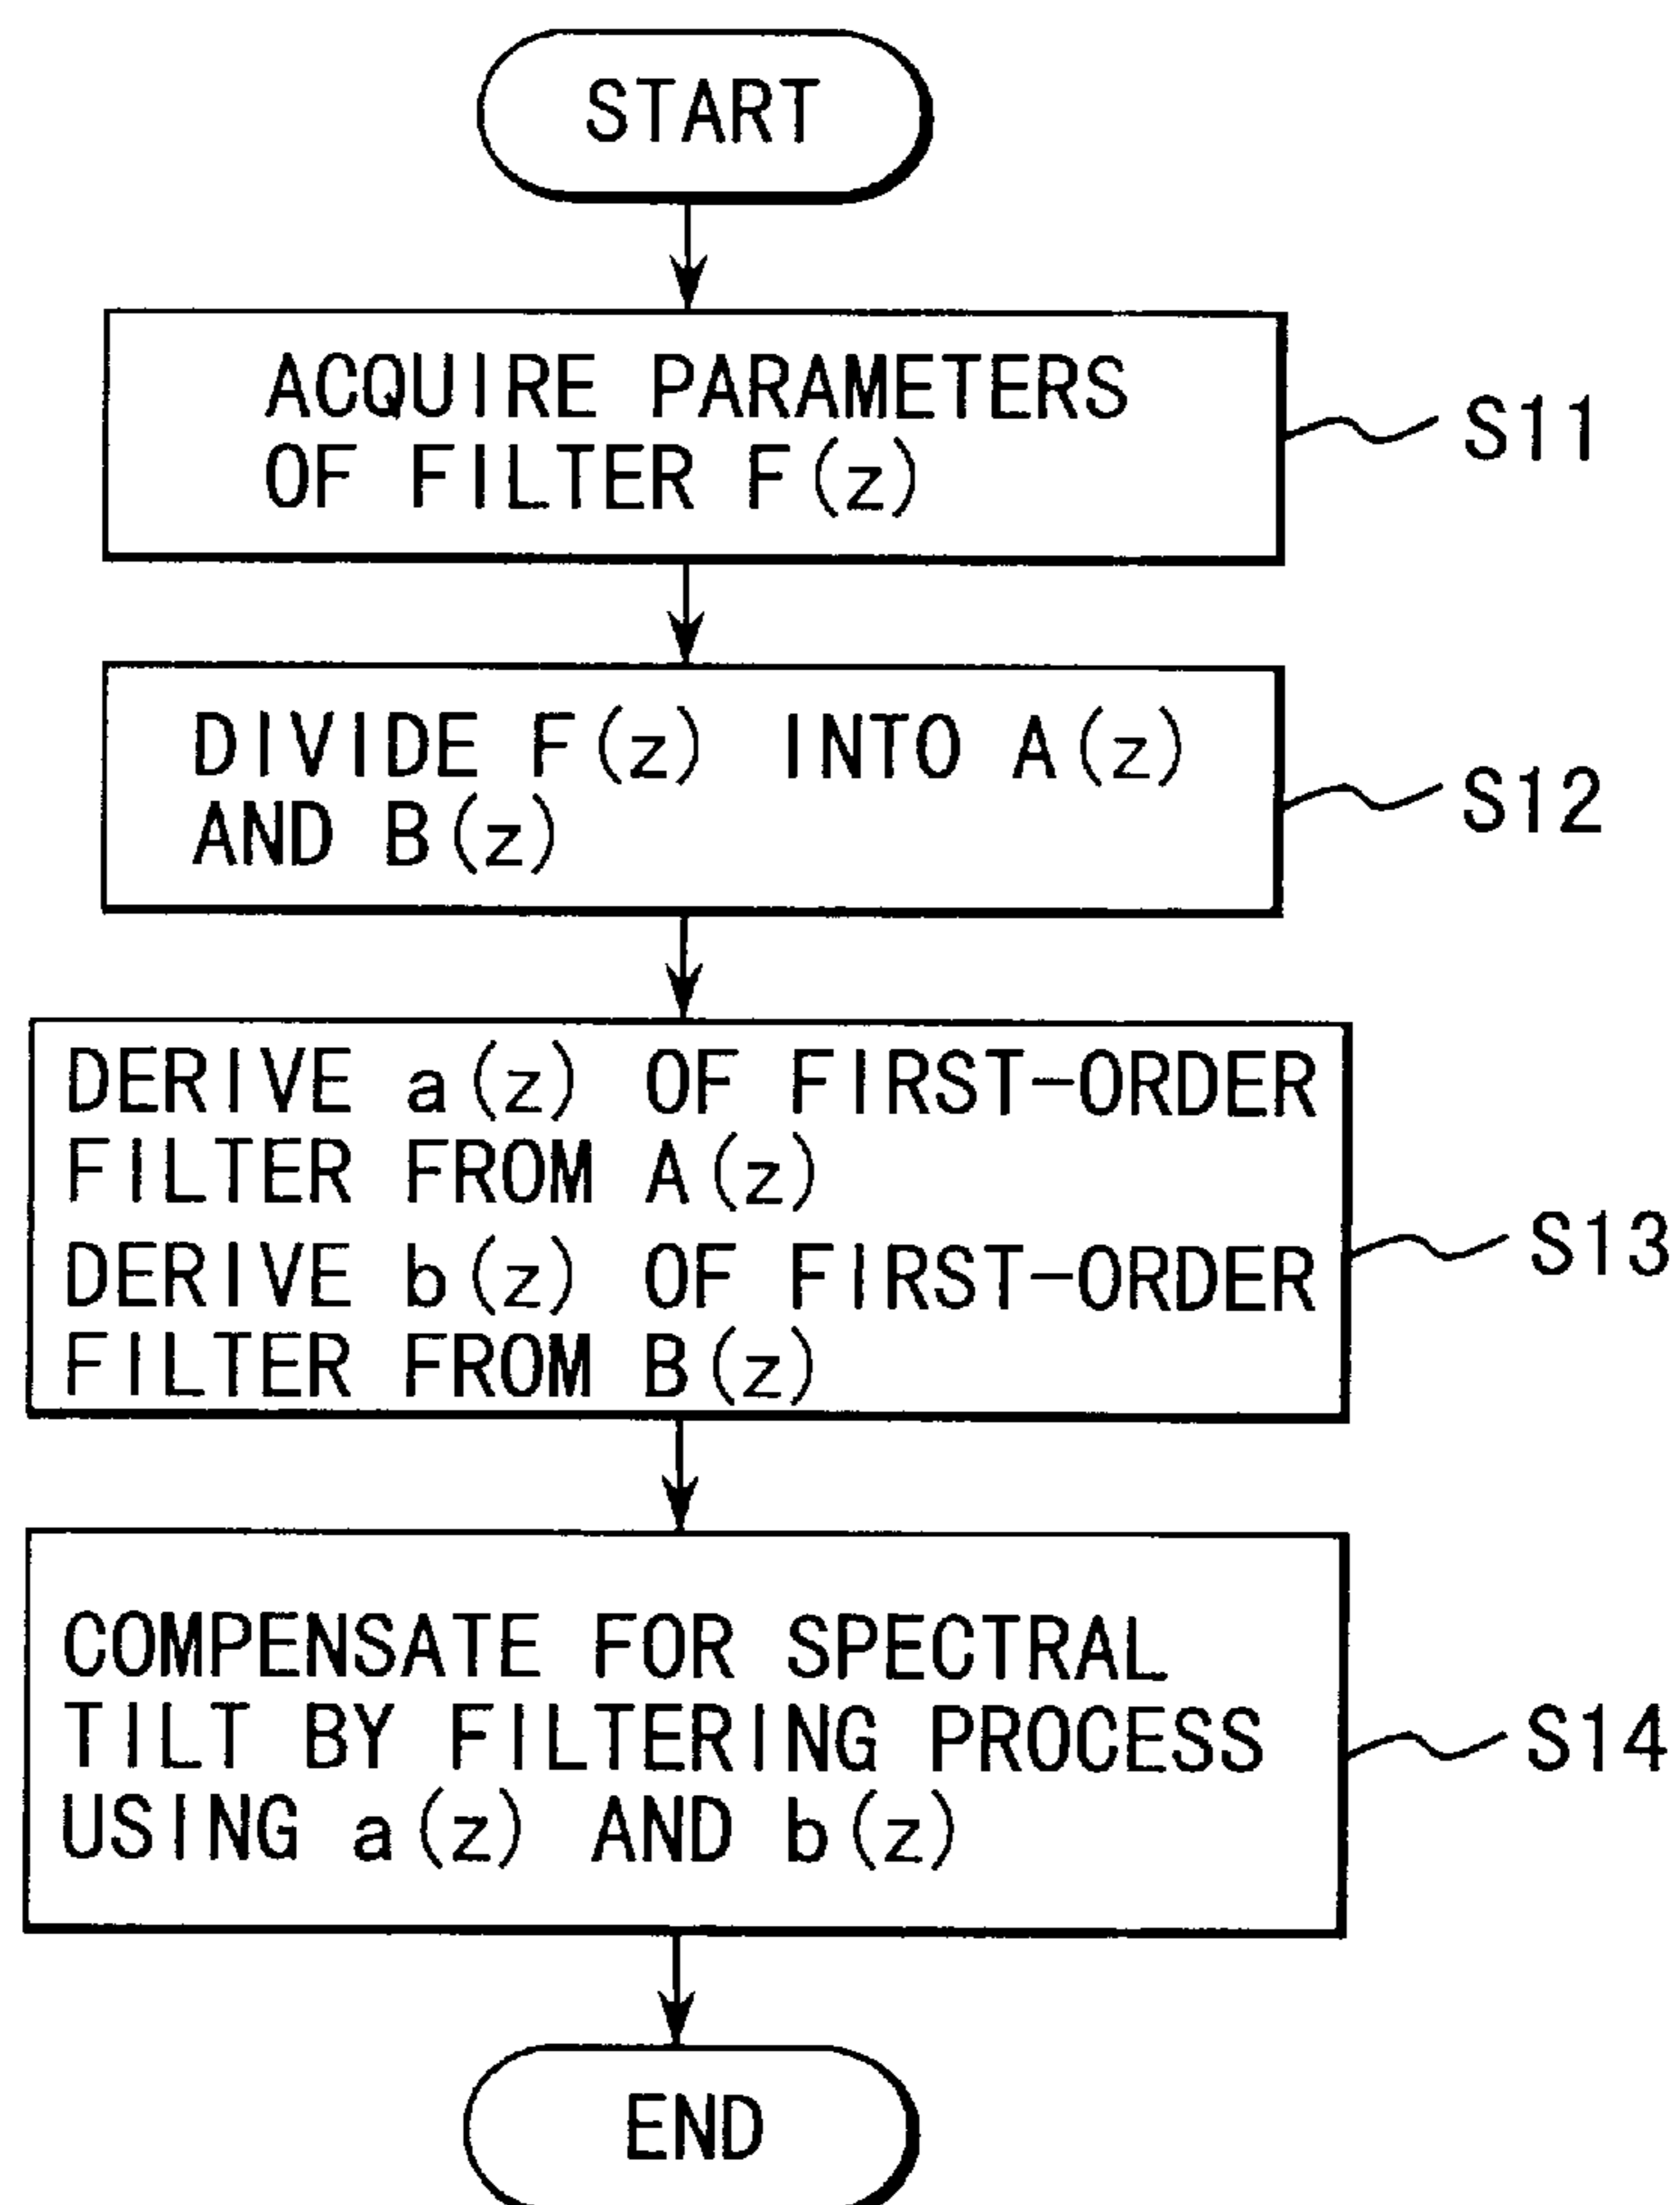 START
ACQUIRE PARAMETERS
OF FILTER F(z)
S11
DIVIDE F(z) INTO A(z)
AND B(z)
S12
DERIVE a(z) OF FIRST-ORDER
FILTER FROM A(z)
DERIVE b(z) OF FIRST-ORDER
FILTER FROM B(z)
S13
COMPENSATE FOR SPECTRAL
TILT BY FILTERING PROCESS
USING a(z) AND b(z)
S14
END